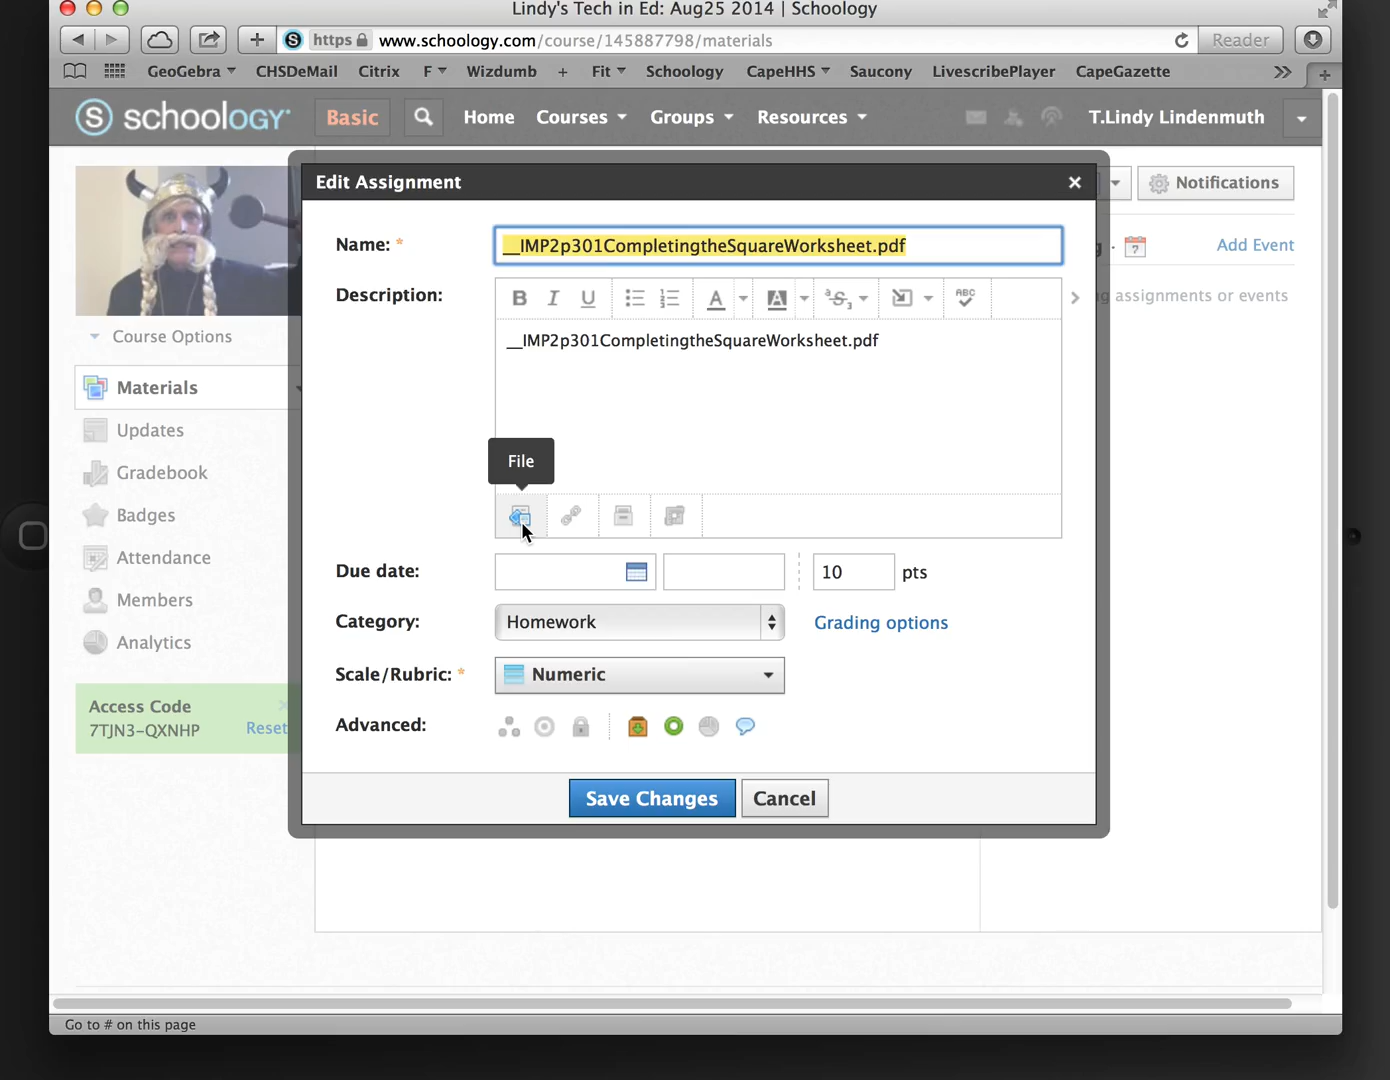 Lindy's Tech in Ed: Aug25 2014 | Schoology
https www.schoology.com/course/145887798/materials Reader
GeoGebra CHSDeMail Citrix F Wizdumb + Fit Schoology CapeHHS Saucony LivescribePlayer CapeGazette
S schoology Basic Home Courses Groups Resources T.Lindy Lindenmuth
Edit Assignment
Notifications
Name: * __IMP2p301CompletingtheSquareWorksheet.pdf
Add Event
Description: B I U A A S ABC
assignments or events
__IMP2p301CompletingtheSquareWorksheet.pdf
Course Options
Materials
Updates
Gradebook
Badges
Attendance
Members
Analytics
Access Code
7TJN3-QXNHP Reset
File
Due date: 10 pts
Category: Homework Grading options
Scale/Rubric: * Numeric
Advanced:
Save Changes Cancel
Go to # on this page